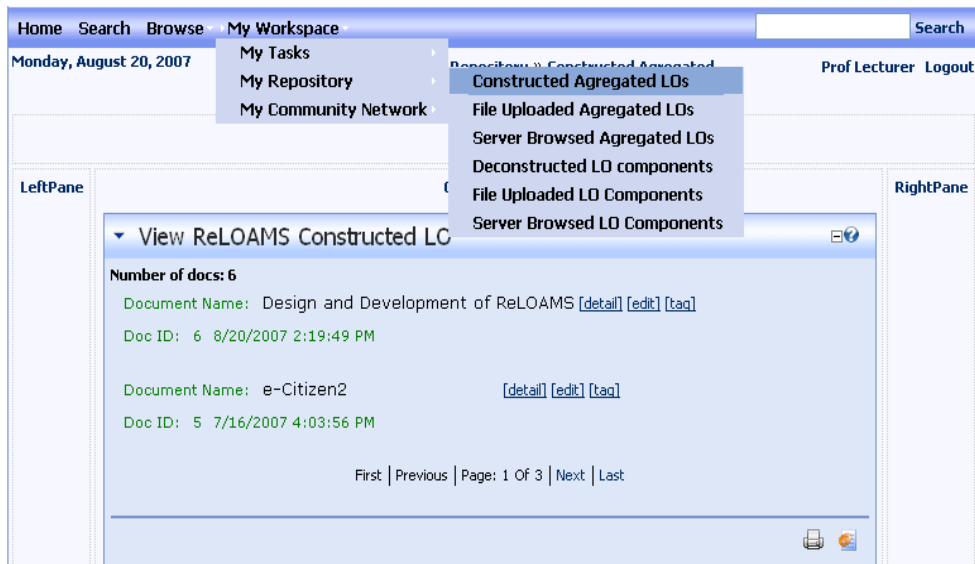 Home Search Browse My Workspace Search
Monday, August 20, 2007 Repository » Constructed Agregated Prof Lecturer Logout
My Tasks
My Repository
My Community Network
Constructed Agregated LOs
File Uploaded Agregated LOs
Server Browsed Agregated LOs
Deconstructed LO components
File Uploaded LO Components
Server Browsed LO Components
LeftPane
RightPane
View ReLOAMS Constructed LO
Number of docs: 6
Document Name: Design and Development of ReLOAMS [detail] [edit] [tag]
Doc ID: 6 8/20/2007 2:19:49 PM
Document Name: e-Citizen2 [detail] [edit] [tag]
Doc ID: 5 7/16/2007 4:03:56 PM
First | Previous | Page: 1 Of 3 | Next | Last